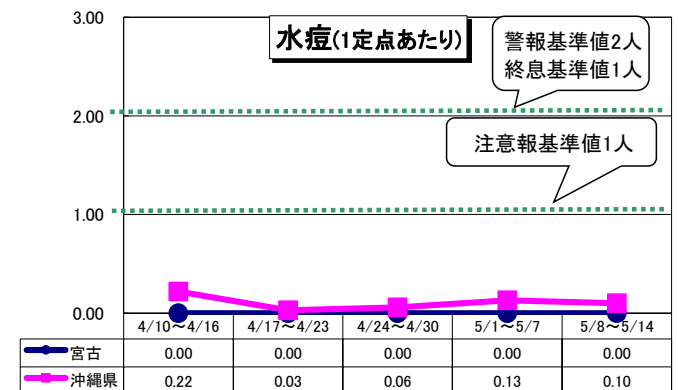 3.00
水痘(1定点あたり)
警報基準値2人
終息基準値1人
2.00
注意報基準値1人
1.00
0.00
4/10～4/16 4/17～4/23 4/24～4/30 5/1～5/7 5/8～5/14
宮古 0.00 0.00 0.00 0.00 0.00
沖縄県 0.22 0.03 0.06 0.13 0.10